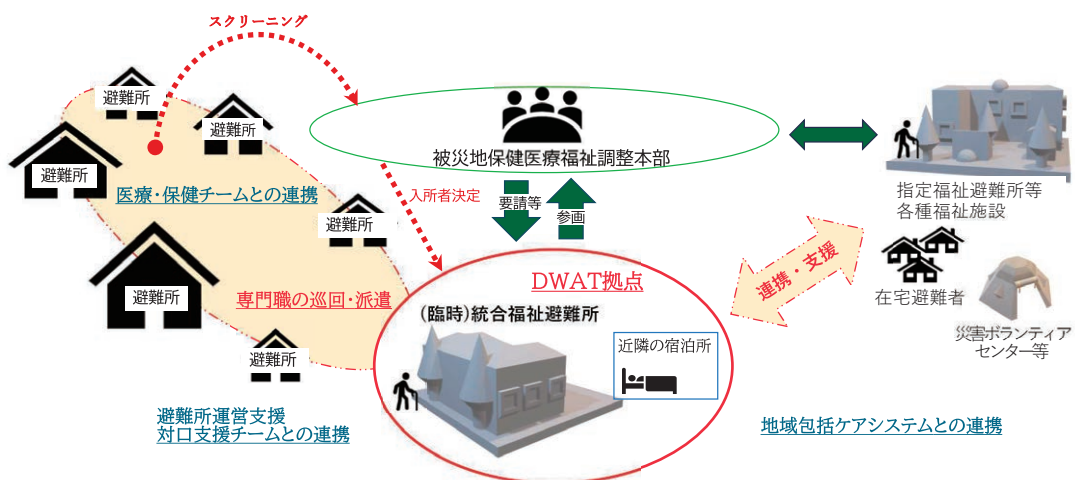 スクリーニング
避難所
避難所
避難所
医療・保健チームとの連携
避難所
避難所
専門職の巡回・派遣
避難所
避難所運営支援
対口支援チームとの連携
被災地保健医療福祉調整本部
入所者決定
要請等
参画
DWAT拠点
(臨時)統合福祉避難所
近隣の宿泊所
連携・支援
指定福祉避難所等
各種福祉施設
在宅避難者
災害ボランティア
センター等
地域包括ケアシステムとの連携